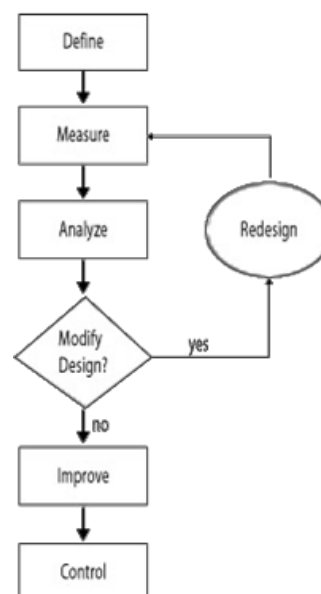 Define
Measure
Analyze
Redesign
Modify
Design?
yes
no
Improve
Control